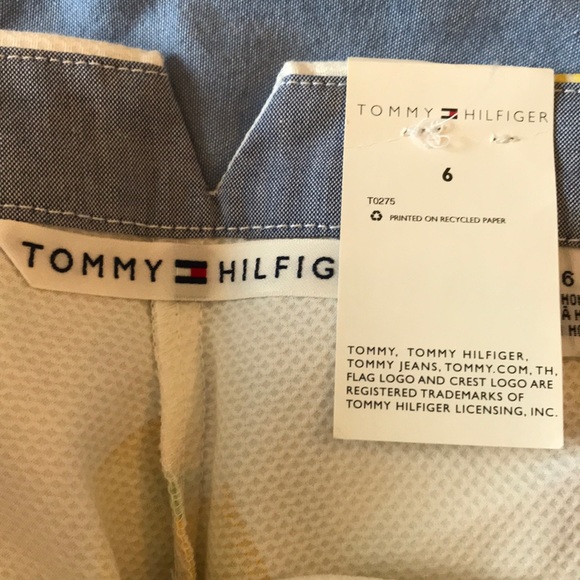 TOMMY HILFIGER
6
T0275
PRINTED ON RECYCLED PAPER
TOMMY HILFIG
6
TOMMY, TOMMY HILFIGER,
TOMMY JEANS, TOMMY.COM, TH,
FLAG LOGO AND CREST LOGO ARE
REGISTERED TRADEMARKS OF
TOMMY HILFIGER LICENSING, INC.